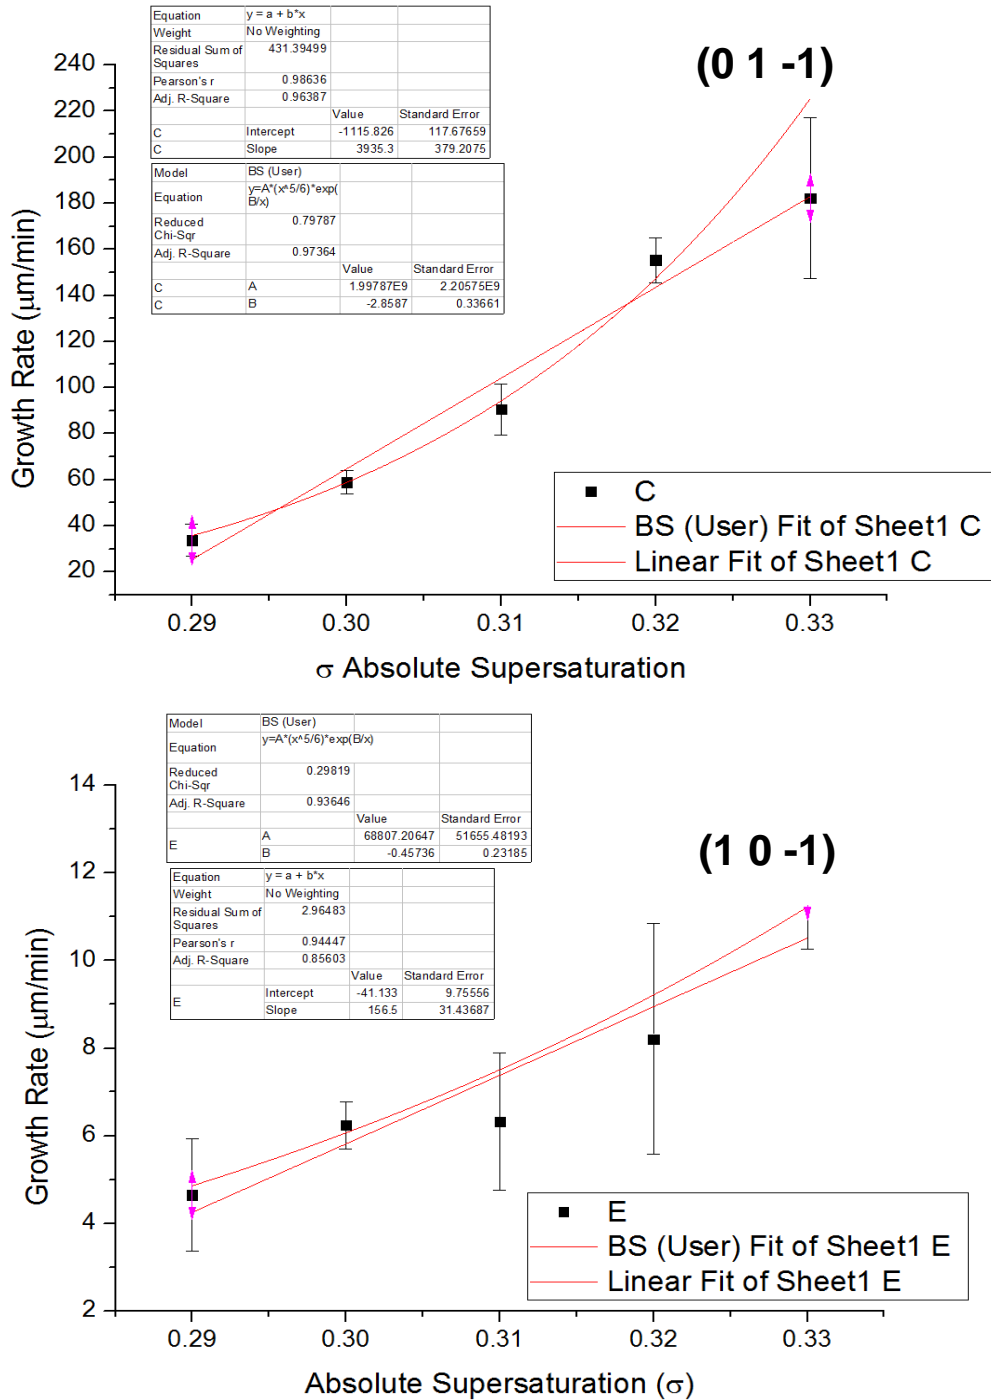 Equation y = a + b*x
Weight No Weighting
Residual Sum of Squares 431.39499
Pearson's r 0.98636
Adj. R-Square 0.96387
Value Standard Error
C Intercept -1115.826 117.67659
C Slope 3935.3 379.2075
Model BS (User)
Equation y=A*(x^5/6)*exp(B/x)
Reduced Chi-Sqr 0.79787
Adj. R-Square 0.97364
Value Standard Error
C A 1.99787E9 2.20575E9
C B -2.8587 0.33661
(0 1 -1)
240
220
200
180
160
140
120
100
80
60
40
20
Growth Rate (μm/min)
C
BS (User) Fit of Sheet1 C
Linear Fit of Sheet1 C
0.29 0.30 0.31 0.32 0.33
σ Absolute Supersaturation
Model BS (User)
Equation y=A*(x^5/6)*exp(B/x)
Reduced Chi-Sqr 0.29819
Adj. R-Square 0.93646
Value Standard Error
E A 68807.20647 51655.48193
B -0.45736 0.23185
Equation y = a + b*x
Weight No Weighting
Residual Sum of Squares 2.96483
Pearson's r 0.94447
Adj. R-Square 0.85603
Value Standard Error
E Intercept -41.133 9.75556
Slope 156.5 31.43687
(1 0 -1)
14
12
10
8
6
4
2
Growth Rate (μm/min)
E
BS (User) Fit of Sheet1 E
Linear Fit of Sheet1 E
0.29 0.30 0.31 0.32 0.33
Absolute Supersaturation (σ)